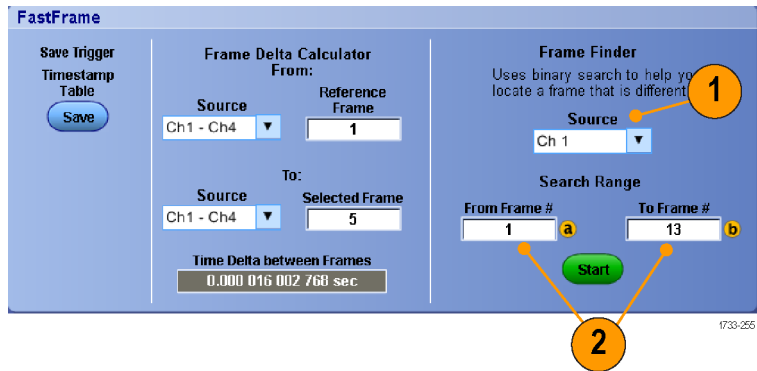 FastFrame
Save Trigger
Timestamp
Table
Save
Frame Delta Calculator
From:
Source
Reference
Frame
Ch1 - Ch4
1
To:
Source
Selected Frame
Ch1 - Ch4
5
Time Delta between Frames
0.000 016 002 768 sec
Frame Finder
Uses binary search to help yo
locate a frame that is different
1
Source
Ch 1
Search Range
From Frame #
To Frame #
1
a
13
b
Start
2
1733-255